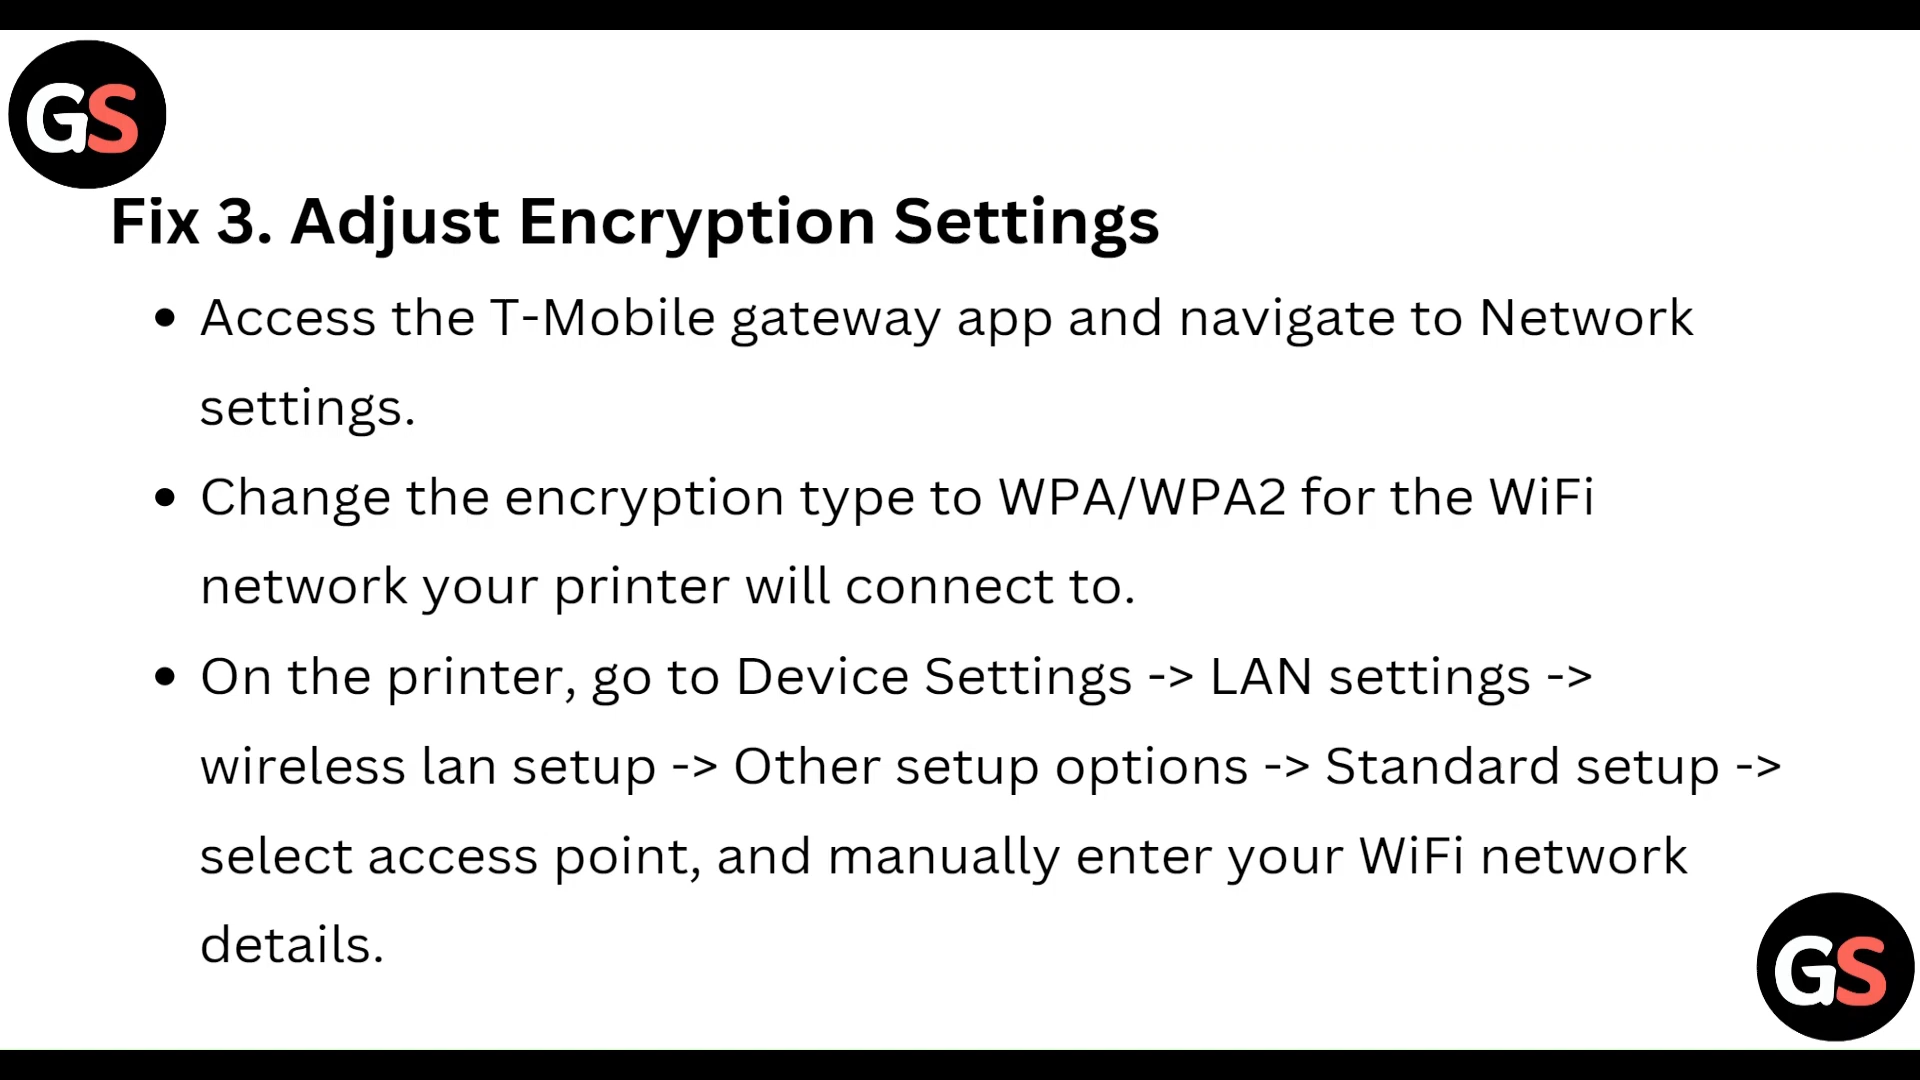 GS
Fix 3. Adjust Encryption Settings
• Access the T-Mobile gateway app and navigate to Network
settings.
• Change the encryption type to WPA/WPA2 for the WiFi
network your printer will connect to.
• On the printer, go to Device Settings -> LAN settings ->
wireless lan setup -> Other setup options -> Standard setup ->
select access point, and manually enter your WiFi network
details.
GS